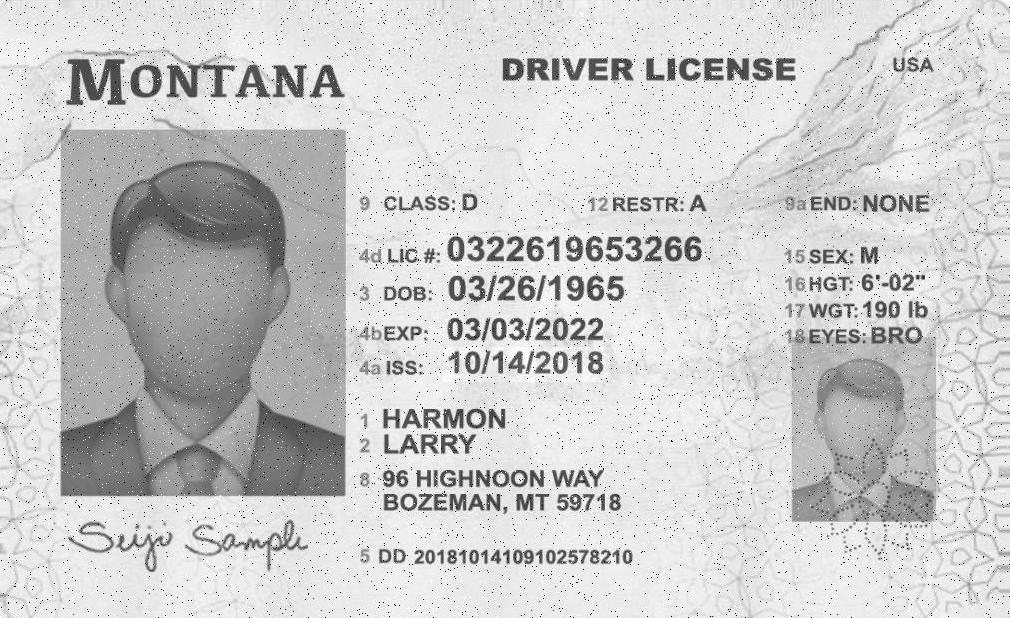 MONTANA
DRIVER LICENSE
USA
9 CLASS: D 12 RESTR: A 9a END: NONE
4d LIC #: 0322619653266 15 SEX: M
3 DOB: 03/26/1965 16 HGT: 6'-02"
17 WGT: 190 lb
4b EXP: 03/03/2022 18 EYES: BRO
4a ISS: 10/14/2018
1 HARMON
2 LARRY
8 96 HIGHNOON WAY
BOZEMAN, MT 59718
Seiji Sample
5 DD 20181014109102578210